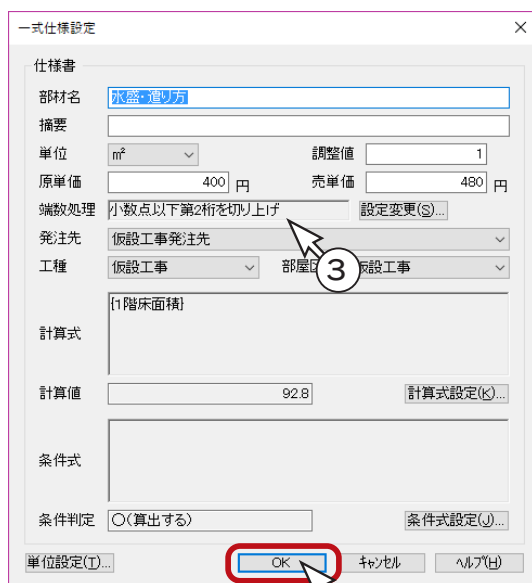 一式仕様設定
仕様書
部材名 水盛・遣り方
摘要
単位 m² 調整値 1
原単価 400 円 売単価 480 円
端数処理 小数点以下第2桁を切り上げ 設定変更(S)...
発注先 仮設工事発注先
3
工種 仮設工事 部屋区 仮設工事
{1階床面積}
計算式
計算値 92.8 計算式設定(K)...
条件式
条件判定 〇(算出する) 条件式設定(J)...
単位設定(T)... OK キャンセル ヘルプ(H)